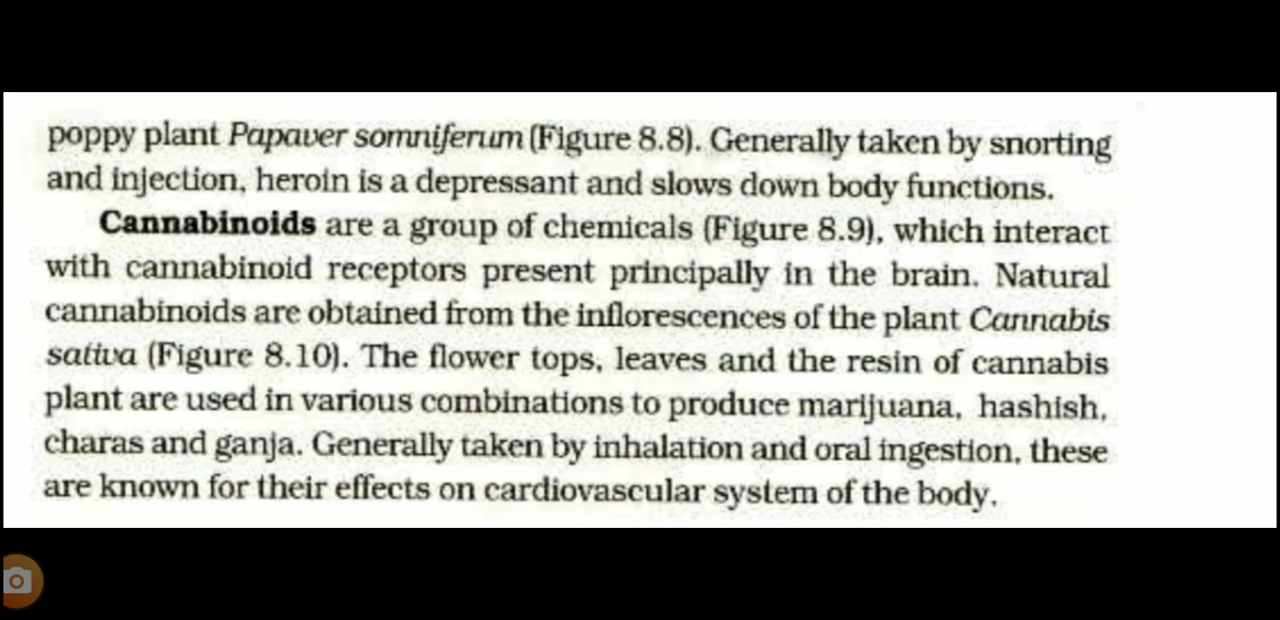 poppy plant Papaver somniferum (Figure 8.8). Generally taken by snorting
and injection, heroin is a depressant and slows down body functions.
Cannabinoids are a group of chemicals (Figure 8.9), which interact
with cannabinoid receptors present principally in the brain. Natural
cannabinoids are obtained from the inflorescences of the plant Cannabis
sativa (Figure 8.10). The flower tops, leaves and the resin of cannabis
plant are used in various combinations to produce marijuana, hashish,
charas and ganja. Generally taken by inhalation and oral ingestion, these
are known for their effects on cardiovascular system of the body.